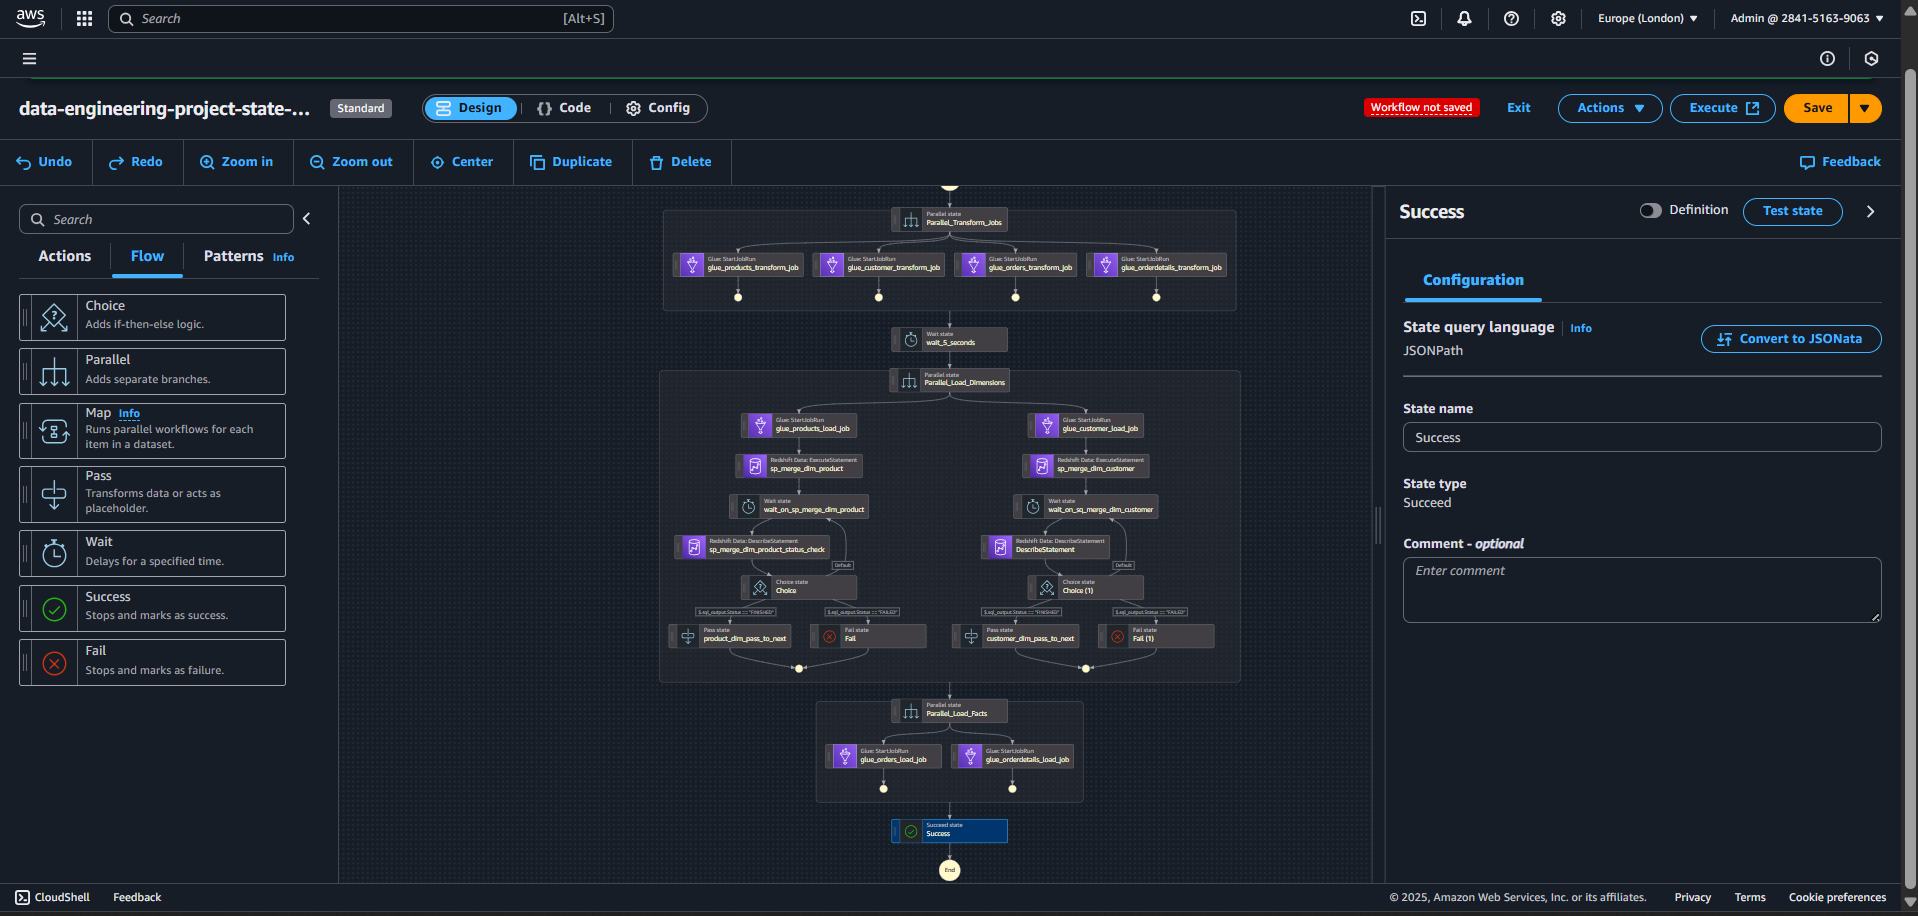 aws
Search
[Alt+S]
Europe (London)
Admin @ 2841-5163-9063
data-engineering-project-state-...
Standard
Design
Code
Config
Workflow not saved
Exit
Actions
Execute
Save
Undo
Redo
Zoom in
Zoom out
Center
Duplicate
Delete
Feedback
Search
Actions
Flow
Patterns
Info
Choice
Adds if-then-else logic.
Parallel
Adds separate branches.
Map Info
Runs parallel workflows for each
item in a dataset.
Pass
Transforms data or acts as
placeholder.
Wait
Delays for a specified time.
Success
Stops and marks as success.
Fail
Stops and marks as failure.
Parallel state
Parallel_Transform_Jobs
Glue: StartJobRun
glue_products_transform_job
Glue: StartJobRun
glue_customer_transform_job
Glue: StartJobRun
glue_orders_transform_job
Glue: StartJobRun
glue_orderdetails_transform_job
Wait state
wait_5_seconds
Parallel state
Parallel_Load_Dimensions
Glue: StartJobRun
glue_products_load_job
Glue: StartJobRun
glue_customer_load_job
Redshift Data: ExecuteStatement
sp_merge_dim_product
Redshift Data: ExecuteStatement
sp_merge_dim_customer
Wait state
wait_on_sp_merge_dim_product
Wait state
wait_on_sq_merge_dim_customer
Redshift Data: DescribeStatement
sp_merge_dim_product_status_check
Redshift Data: DescribeStatement
DescribeStatement
Default
Default
Choice state
Choice
Choice state
Choice (1)
$.sql_output.Status == "FINISHED"
$.sql_output.Status == "FAILED"
$.sql_output.Status == "FINISHED"
$.sql_output.Status == "FAILED"
Pass state
product_dim_pass_to_next
Fail state
Fail
Pass state
customer_dim_pass_to_next
Fail state
Fail (1)
Parallel state
Parallel_Load_Facts
Glue: StartJobRun
glue_orders_load_job
Glue: StartJobRun
glue_orderdetails_load_job
Succeed state
Success
End
Success
Definition
Test state
Configuration
State query language
Info
JSONPath
Convert to JSONata
State name
Success
State type
Succeed
Comment - optional
Enter comment
CloudShell
Feedback
© 2025, Amazon Web Services, Inc. or its affiliates.
Privacy
Terms
Cookie preferences